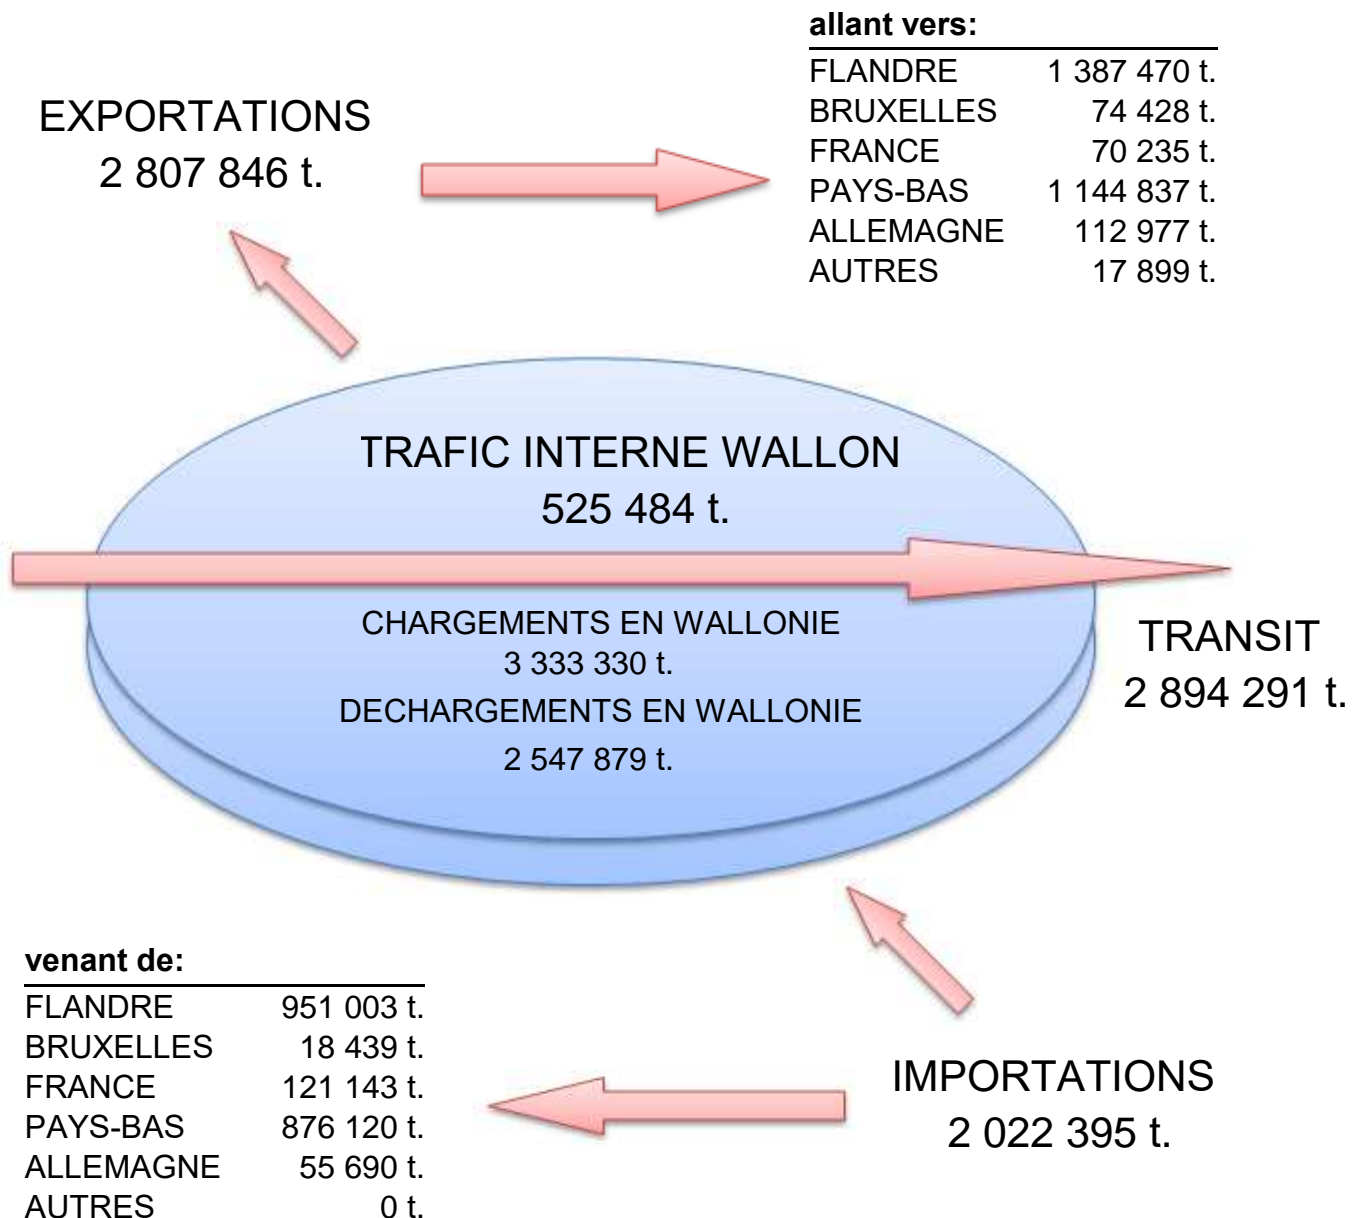 allant vers:
FLANDRE 1 387 470 t.
BRUXELLES 74 428 t.
FRANCE 70 235 t.
PAYS-BAS 1 144 837 t.
ALLEMAGNE 112 977 t.
AUTRES 17 899 t.
EXPORTATIONS
2 807 846 t.
TRAFIC INTERNE WALLON
525 484 t.
CHARGEMENTS EN WALLONIE
3 333 330 t.
DECHARGEMENTS EN WALLONIE
2 547 879 t.
TRANSIT
2 894 291 t.
venant de:
FLANDRE 951 003 t.
BRUXELLES 18 439 t.
FRANCE 121 143 t.
PAYS-BAS 876 120 t.
ALLEMAGNE 55 690 t.
AUTRES 0 t.
IMPORTATIONS
2 022 395 t.